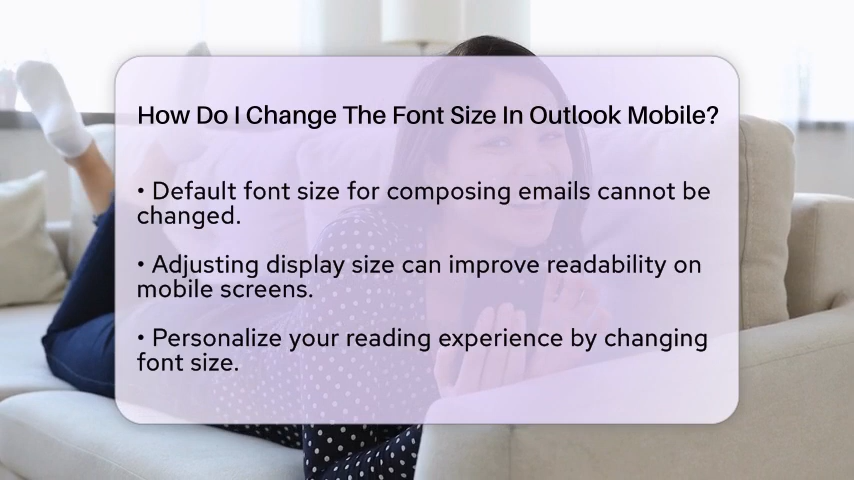 How Do I Change The Font Size In Outlook Mobile?
• Default font size for composing emails cannot be
changed.
• Adjusting display size can improve readability on
mobile screens.
• Personalize your reading experience by changing
font size.